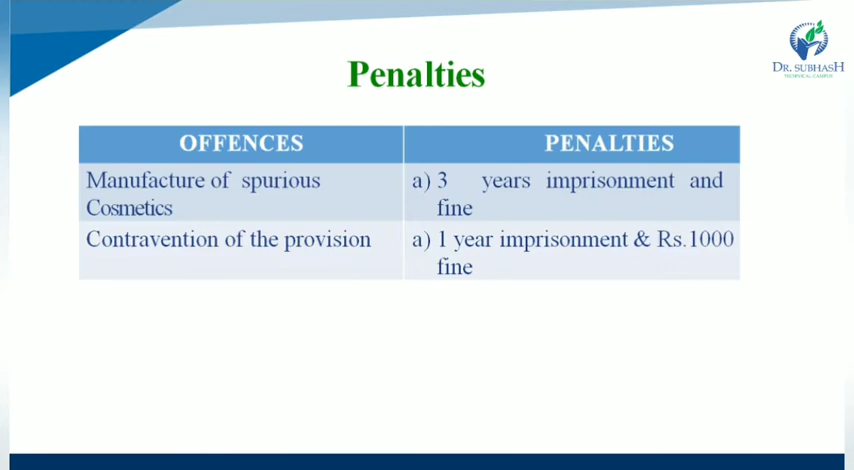 DR. SUBHASH
TECHNICAL CAMPUS
Penalties
OFFENCES PENALTIES
Manufacture of spurious
Cosmetics
a) 3 years imprisonment and
fine
Contravention of the provision
a) 1 year imprisonment & Rs.1000
fine